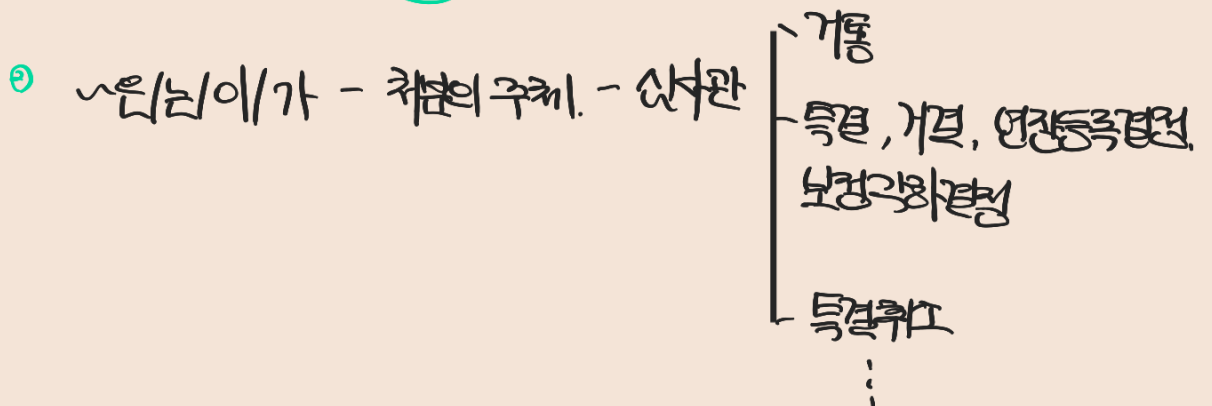 ② ~은/는/이/가 - 처분의 주체. - 심사관
거통
특결, 거결, 연장등록결정,
보정각하결정
특결취소